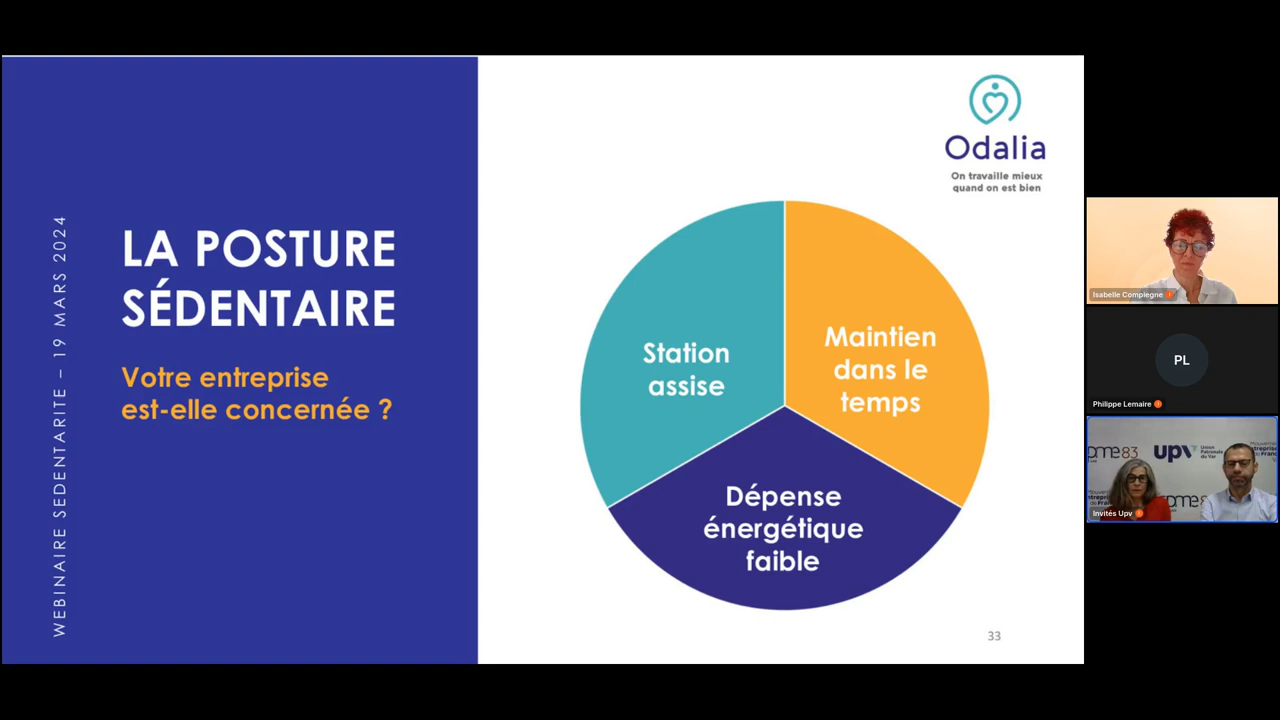 WEBINAIRE SEDENTARITE – 19 MARS 2024
LA POSTURE
SÉDENTAIRE
Votre entreprise
est-elle concernée ?
Odalia
On travaille mieux
quand on est bien
Station
assise
Maintien
dans le
temps
Dépense
énergétique
faible
33
Isabelle Compiegne
PL
Philippe Lemaire
upv
Union
Patronale
du Var
Invités Upv